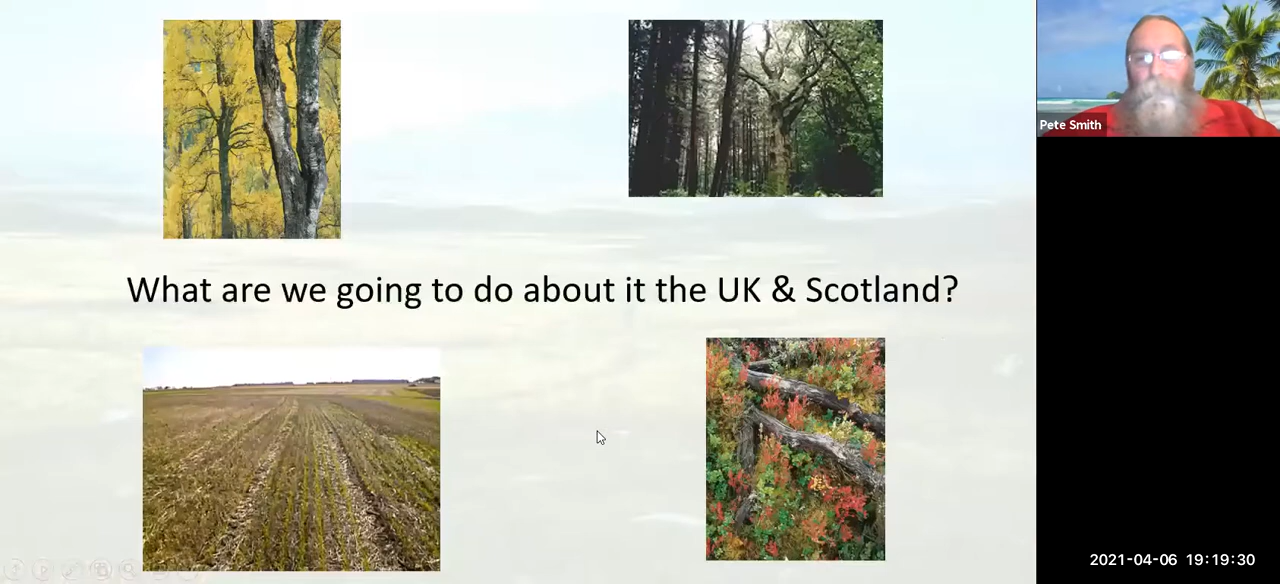 Pete Smith
What are we going to do about it the UK & Scotland?
2021-04-06 19:19:30